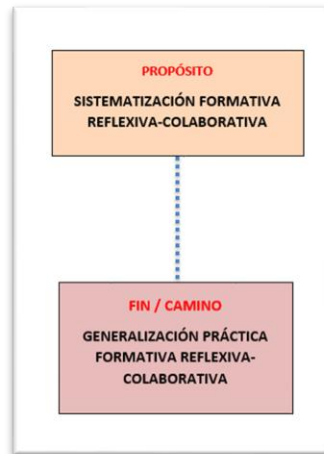 PROPÓSITO
SISTEMATIZACIÓN FORMATIVA
REFLEXIVA-COLABORATIVA
FIN / CAMINO
GENERALIZACIÓN PRÁCTICA
FORMATIVA REFLEXIVA-
COLABORATIVA